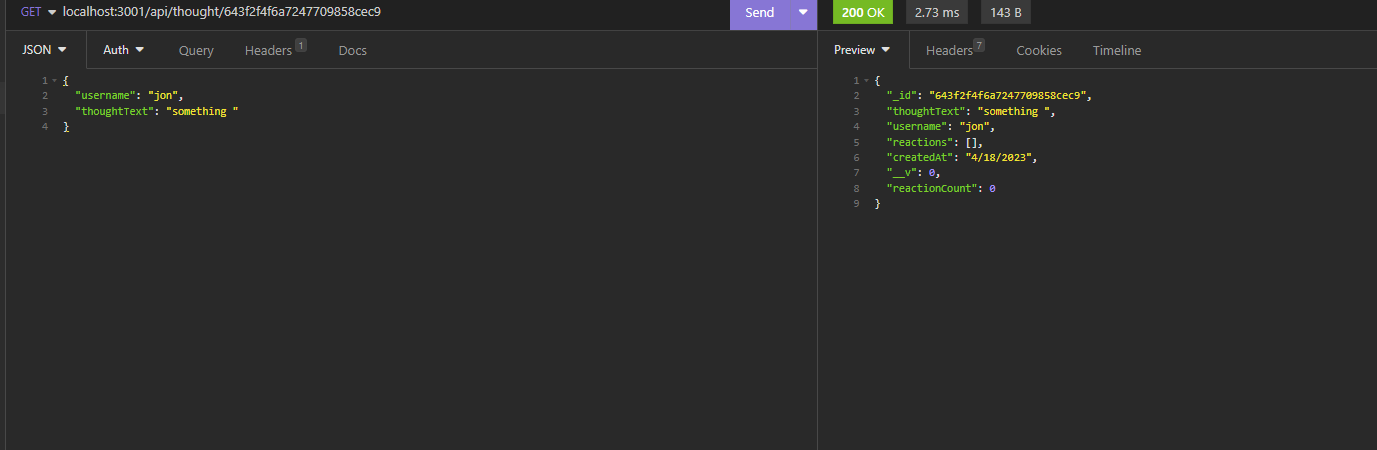 GET localhost:3001/api/thought/643f2f4f6a7247709858cec9 Send 200 OK 2.73 ms 143 B
JSON Auth Query Headers 1 Docs
1 {
2 "username": "jon",
3 "thoughtText": "something "
4 }
Preview Headers 7 Cookies Timeline
1 {
2 "_id": "643f2f4f6a7247709858cec9",
3 "thoughtText": "something ",
4 "username": "jon",
5 "reactions": [],
6 "createdAt": "4/18/2023",
7 "__v": 0,
8 "reactionCount": 0
9 }